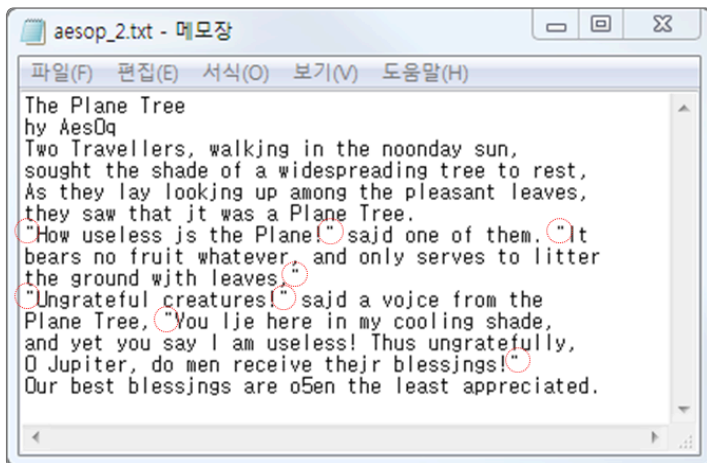 aesop_2.txt - 메모장
파일(F) 편집(E) 서식(O) 보기(V) 도움말(H)
The Plane Tree
by AesOq
Two Travellers, walkjng in the noonday sun,
sought the shade of a widespreading tree to rest,
As they lay lookjng up among the pleasant leaves,
they saw that jt was a Plane Tree.
"How useless js the Plane!" sajd one of them. "It
bears no fruit whatever, and only serves to litter
the ground wjth leaves,"
"Ungrateful creatures!" sajd a vojce from the
Plane Tree, "You lje here in my cooling shade,
and yet you say I am useless! Thus ungratefully,
O Jupiter, do men receive thejr blessjngs!"
Our best blessjngs are o5en the least appreciated.